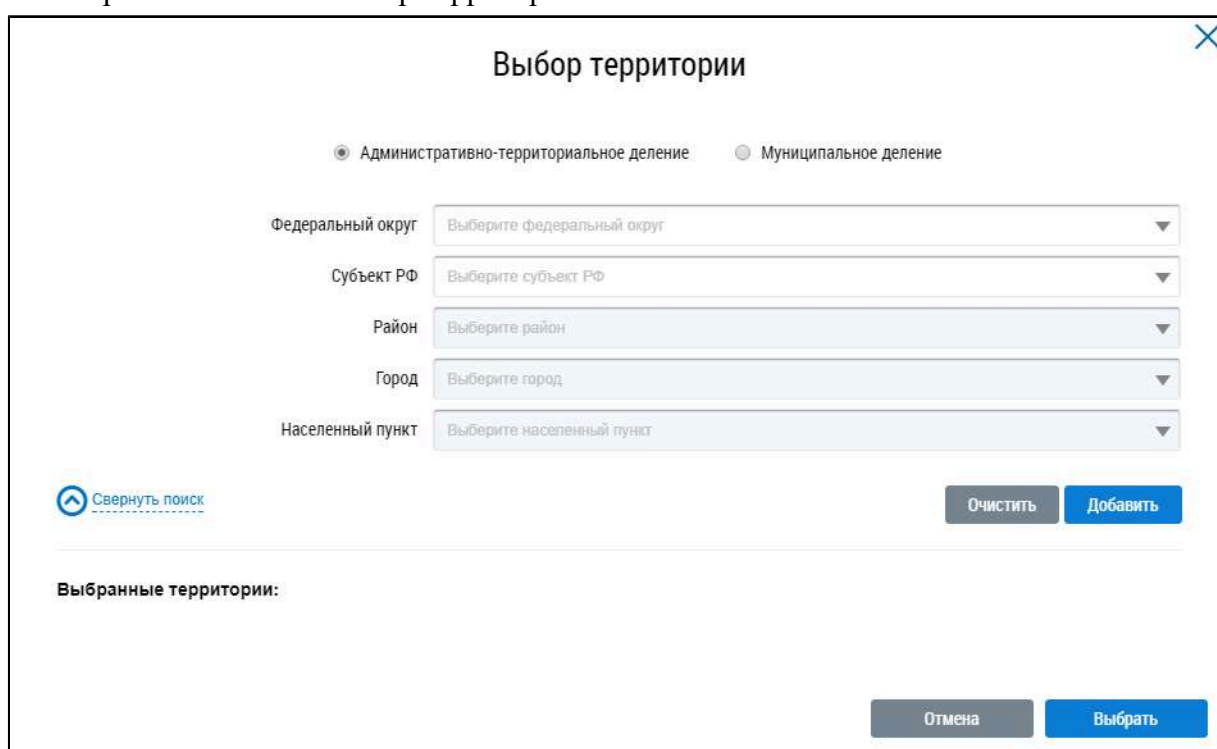 Выбор территории
Административно-территориальное деление Муниципальное деление
Федеральный округ Выберите федеральный округ
Субъект РФ Выберите субъект РФ
Район Выберите район
Город Выберите город
Населенный пункт Выберите населенный пункт
Свернуть поиск Очистить Добавить
Выбранные территории:
Отмена Выбрать